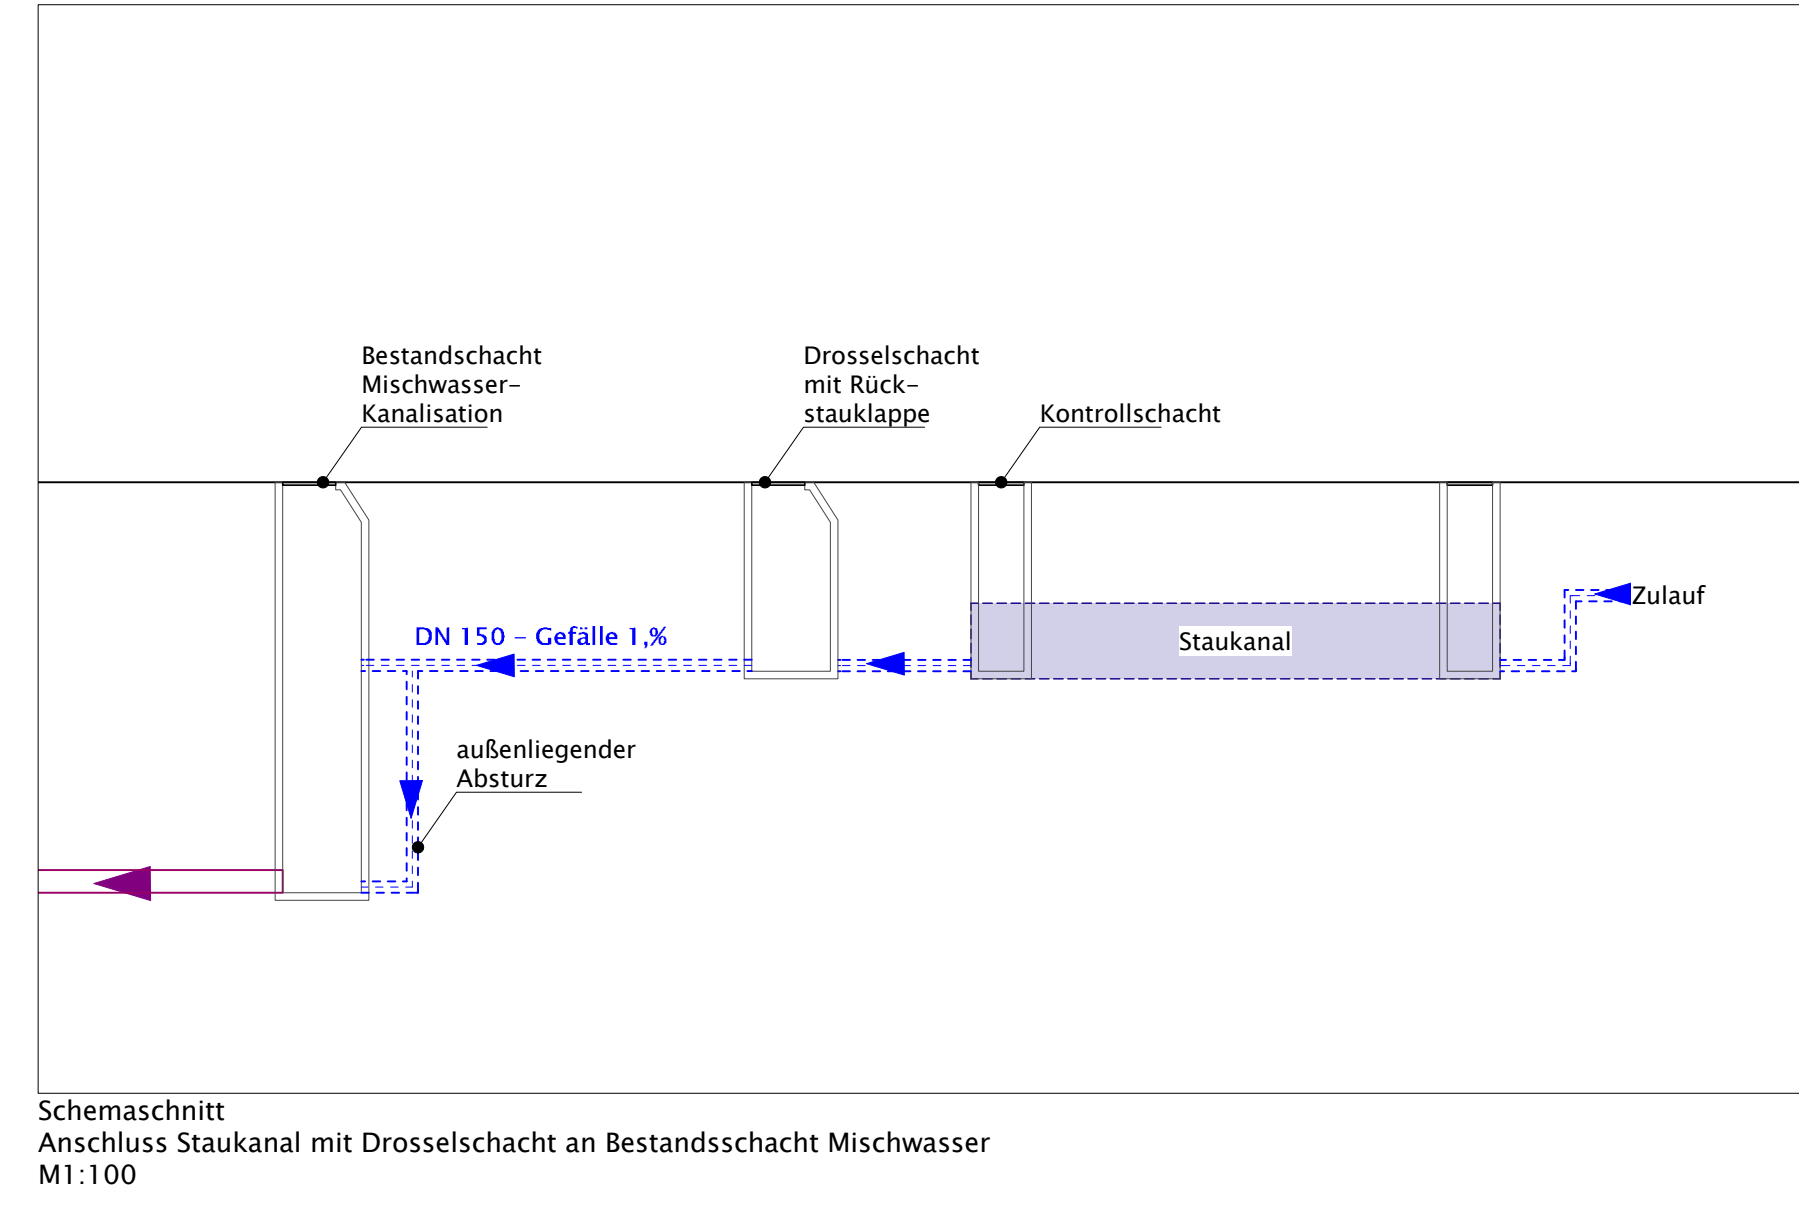 Bestandschacht
Mischwasser-
Kanalisation
Drosselschacht
mit Rück-
stauklappe
Kontrollschacht
Zulauf
DN 150 - Gefälle 1,%
Staukanal
außenliegender
Absturz
Schemaschnitt
Anschluss Staukanal mit Drosselschacht an Bestandsschacht Mischwasser
M1:100